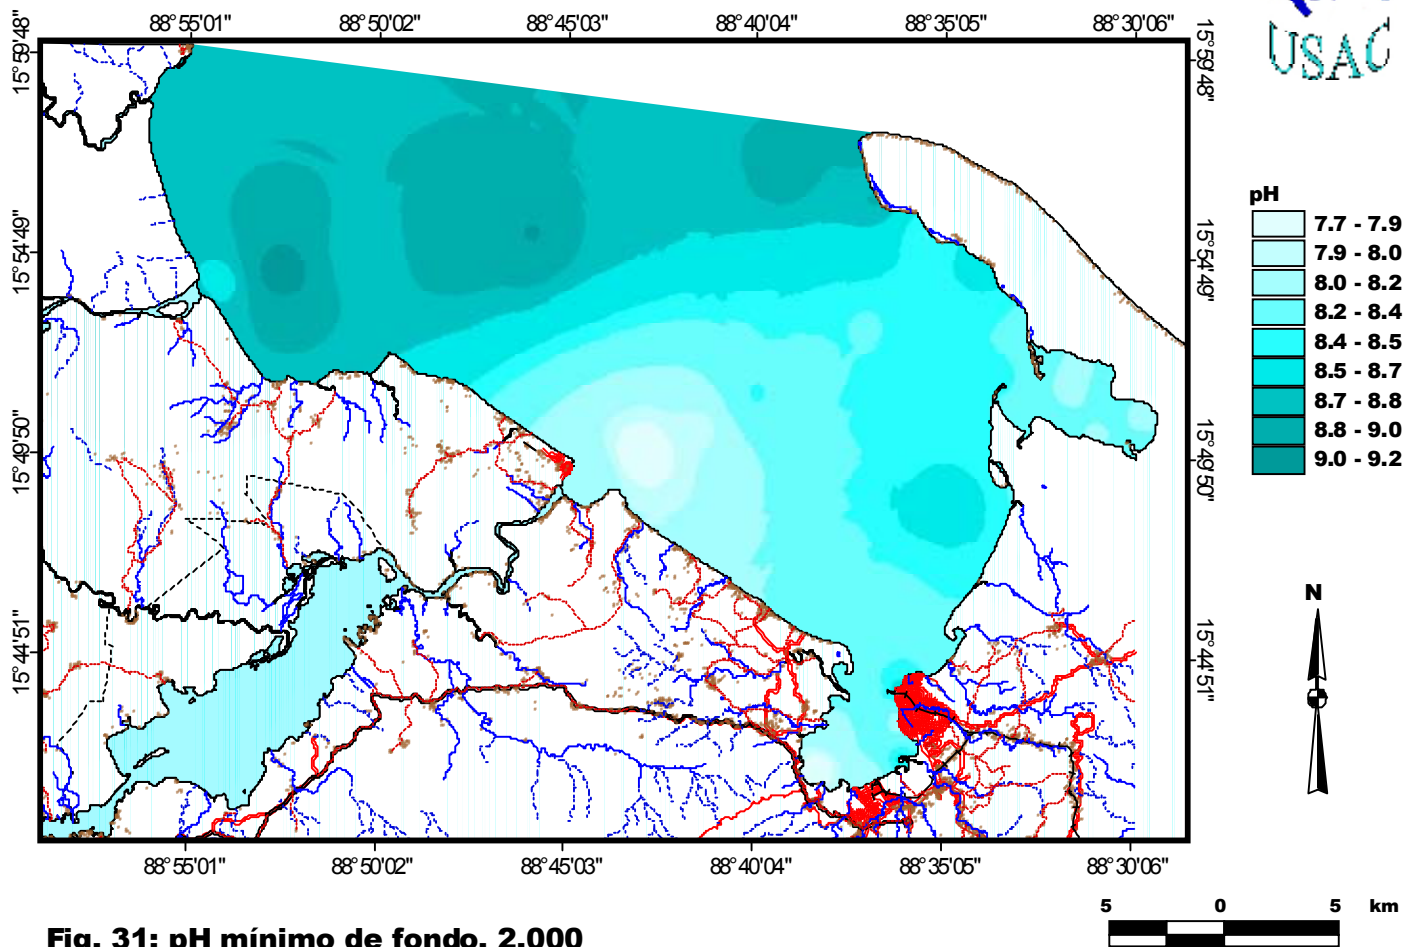 88°55'01" 88°50'02" 88°45'03" 88°40'04" 88°35'05" 88°30'06"
15°59'48"
15°54'49"
15°49'50"
15°44'51"
15°59'48"
15°54'49"
15°49'50"
15°44'51"
USAC
pH
7.7 - 7.9
7.9 - 8.0
8.0 - 8.2
8.2 - 8.4
8.4 - 8.5
8.5 - 8.7
8.7 - 8.8
8.8 - 9.0
9.0 - 9.2
N
88°55'01" 88°50'02" 88°45'03" 88°40'04" 88°35'05" 88°30'06"
5 0 5 km
Fig. 31: pH mínimo de fondo. 2.000